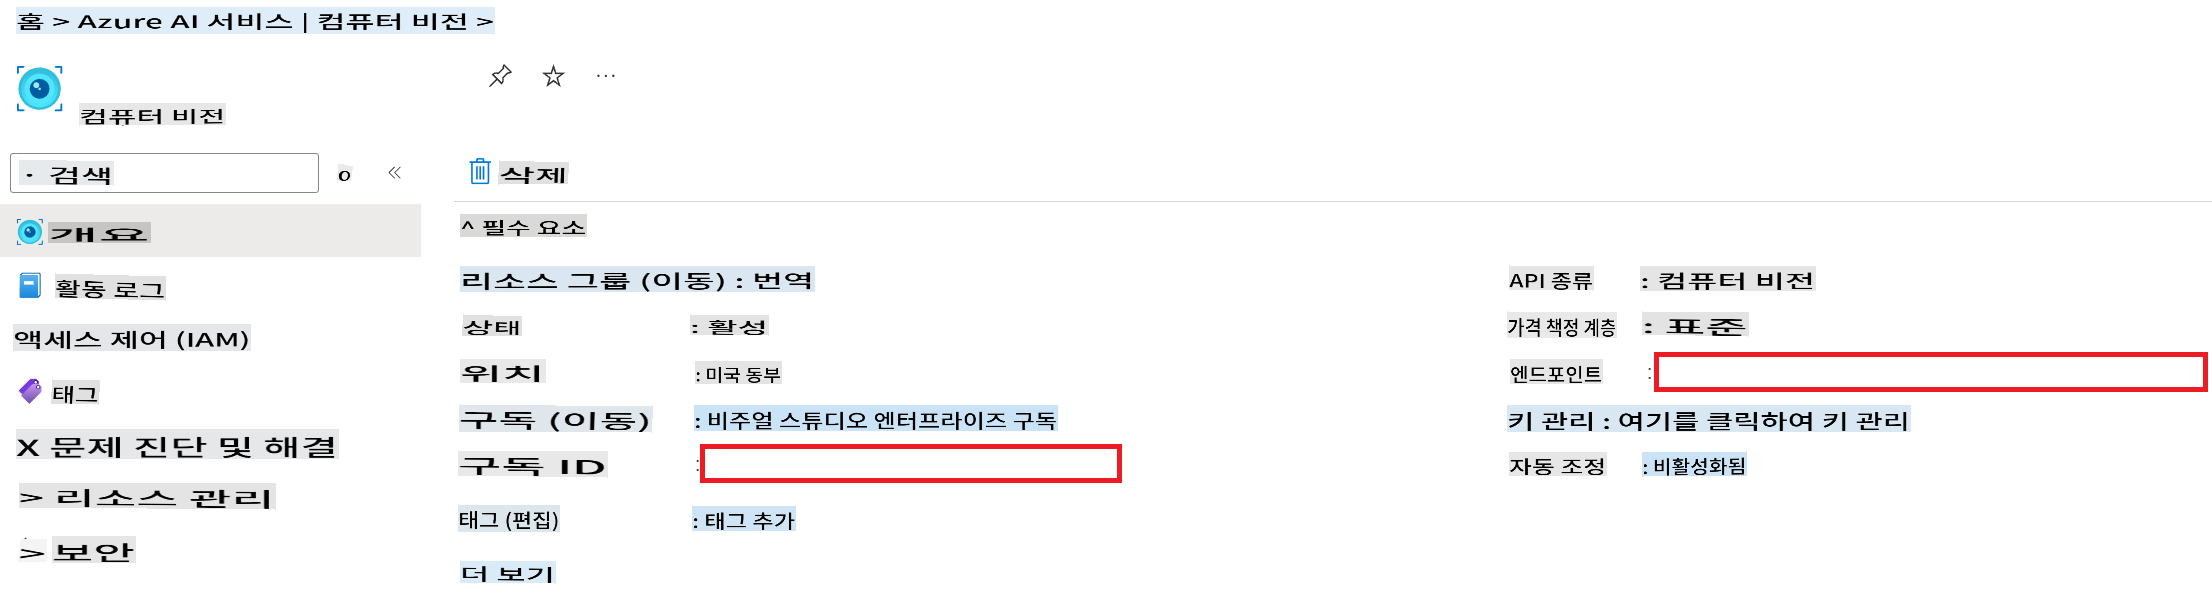 홈 > Azure AI 서비스 | 컴퓨터 비전 >
컴퓨터 비전
검색
삭제
개요
활동 로그
액세스 제어 (IAM)
태그
X 문제 진단 및 해결
> 리소스 관리
> 보안
^ 필수 요소
리소스 그룹 (이동) : 번역
상태 : 활성
위치 : 미국 동부
구독 (이동) : 비주얼 스튜디오 엔터프라이즈 구독
구독 ID :
태그 (편집) : 태그 추가
더 보기
API 종류 : 컴퓨터 비전
가격 책정 계층 : 표준
엔드포인트 :
키 관리 : 여기를 클릭하여 키 관리
자동 조정 : 비활성화됨